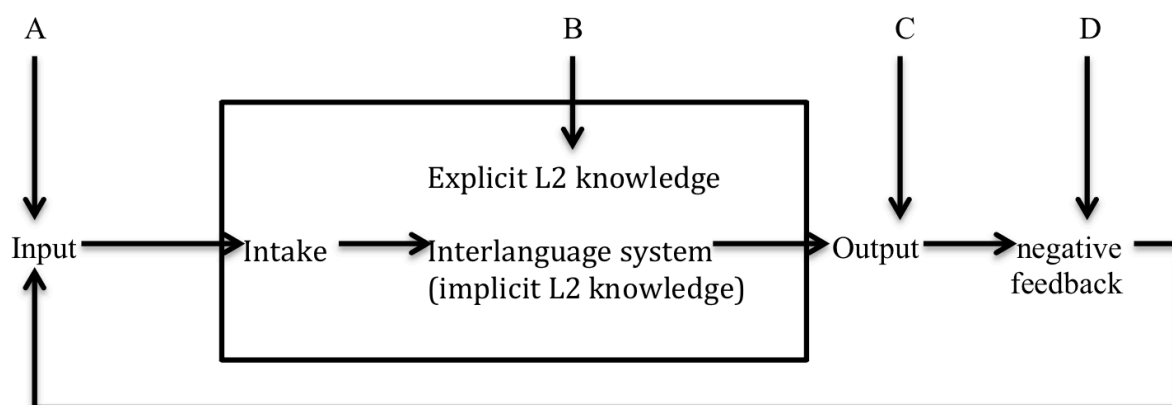 A B C D
Explicit L2 knowledge
Input Intake Interlanguage system Output negative
(implicit L2 knowledge) feedback